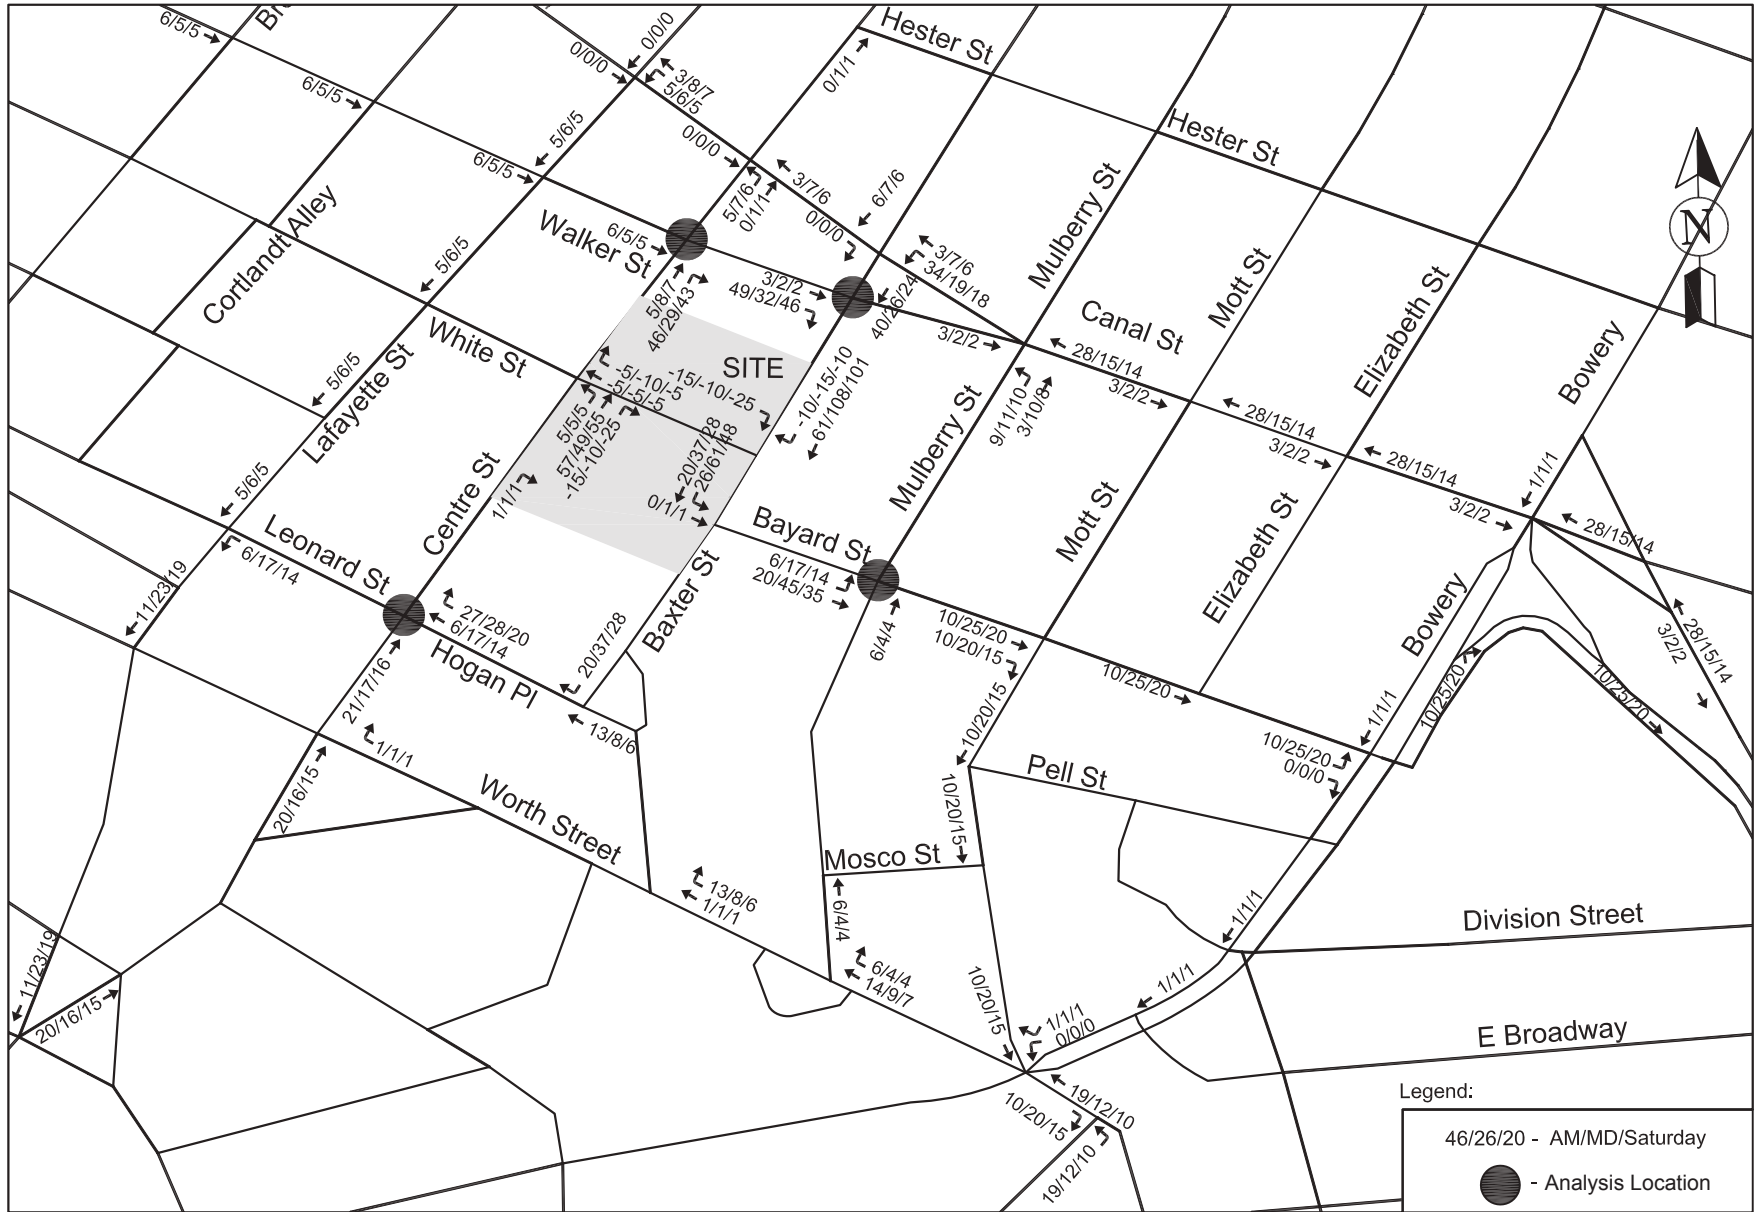 6/5/5
Br
0/0/0
0/0/0
Hester St
0/1/1
3/8/7
5/6/5
6/5/5
5/6/5
0/0/0
Hester St
6/5/5
3/7/6
6/7/6
5/7/6
0/1/1
0/0/0
Mulberry St
Cortlandt Alley
Walker St
6/5/5
5/6/5
3/7/6
34/19/18
N
Mott St
Elizabeth St
3/2/2
49/32/46
5/8/7
46/29/43
40/26/24
3/2/2
Canal St
Bowery
White St
SITE
28/15/14
3/2/2
5/6/5
Lafayette St
-5/-10/-5
-5/-5/-5
-15/-10/-25
-10/-15/-10
61/108/101
9/11/10
3/10/8
28/15/14
3/2/2
5/5/5
57/49/55
-15/-10/-25
20/37/28
26/61/48
Mulberry St
28/15/14
3/2/2
1/1/1
5/6/5
Centre St
1/1/1
0/1/1
Bayard St
Mott St
Elizabeth St
28/15/14
Leonard St
6/17/14
6/17/14
20/45/35
Baxter St
11/23/19
27/28/20
6/17/14
Hogan Pl
20/37/28
6/4/4
10/25/20
10/20/15
Bowery
28/15/14
3/2/2
21/17/16
10/25/20
10/25/20
10/25/20
1/1/1
13/8/6
10/20/15
1/1/1
10/25/20
0/0/0
20/16/15
Worth Street
Pell St
10/20/15
Mosco St
13/8/6
1/1/1
6/4/4
1/1/1
Division Street
11/23/19
6/4/4
14/9/7
10/20/15
1/1/1
20/16/15
1/1/1
0/0/0
E Broadway
19/12/10
10/20/15
19/12/10
Legend:
46/26/20 - AM/MD/Saturday
- Analysis Location